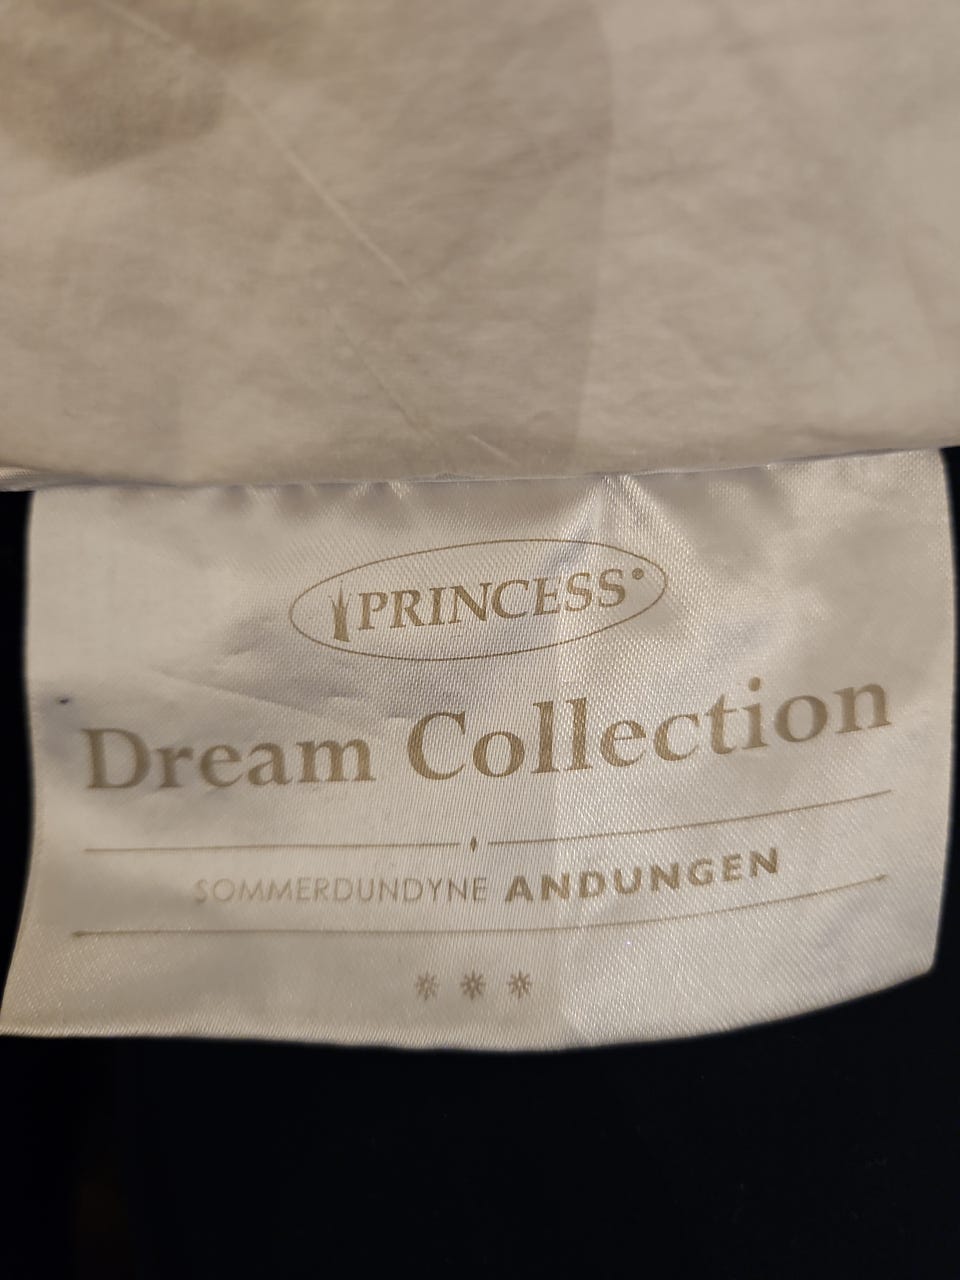 PRINCESS®
Dream Collection
SOMMERDUNDYNE ANDUNGEN